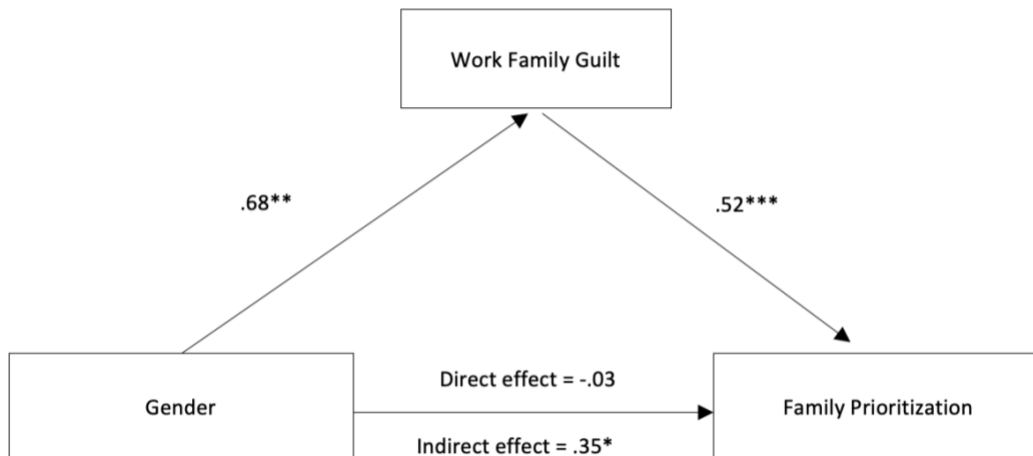 Work Family Guilt
.68**
.52***
Direct effect = -.03
Gender
Family Prioritization
Indirect effect = .35*